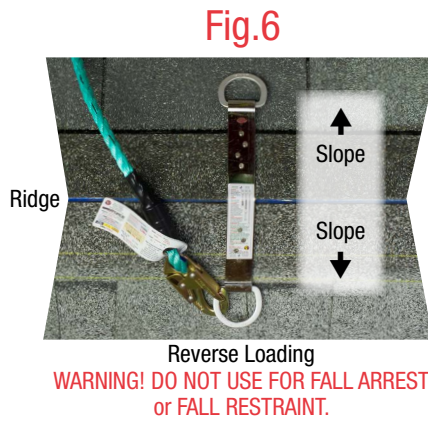 Fig.6
Slope
Ridge
Slope
Reverse Loading
WARNING! DO NOT USE FOR FALL ARREST
or FALL RESTRAINT.